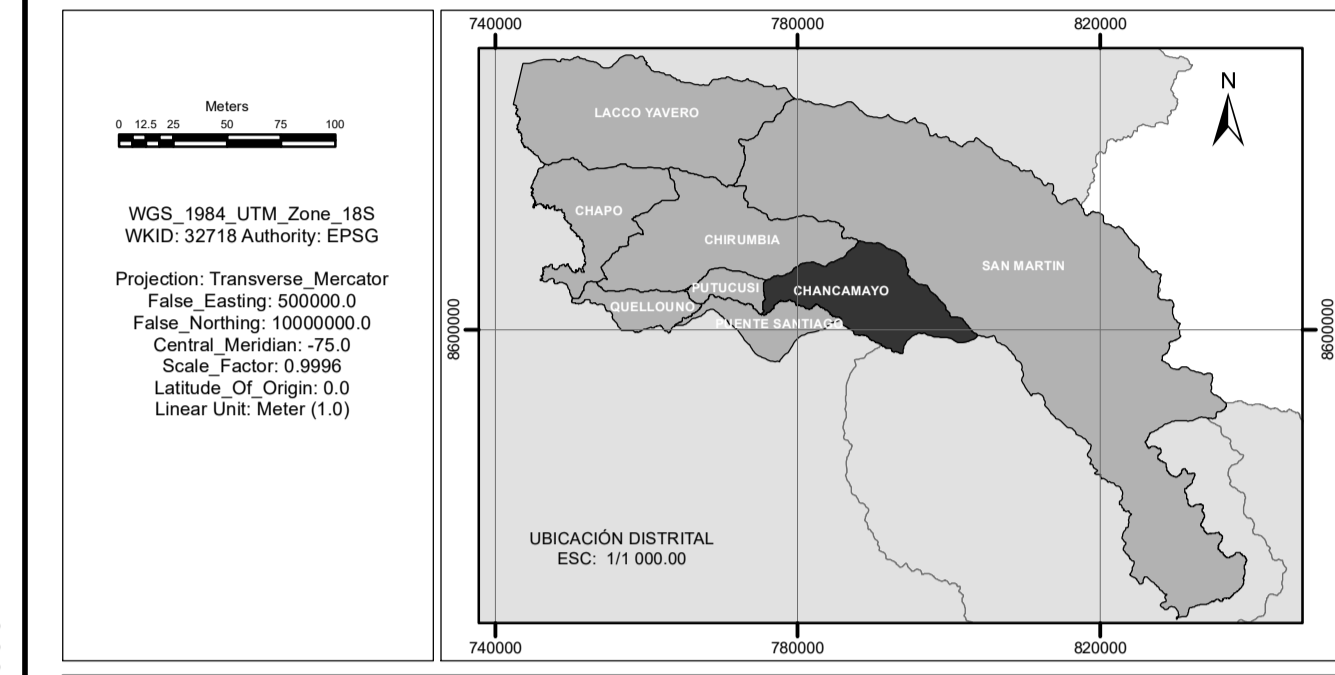 Meters
0 12.5 25 50 75 100
WGS_1984_UTM_Zone_18S
WKID: 32718 Authority: EPSG
Projection: Transverse_Mercator
False_Easting: 500000.0
False_Northing: 10000000.0
Central_Meridian: -75.0
Scale_Factor: 0.9996
Latitude_Of_Origin: 0.0
Linear Unit: Meter (1.0)
740000 780000 820000
N
LACCO YAVERO
CHAPO
CHIRUMBIA
SAN MARTIN
PUTUCUSI
CHANCAMAYO
QUELLOUNO
PUENTE SANTIAGO
8600000 8600000
UBICACIÓN DISTRITAL
ESC: 1/1 000.00
740000 780000 820000